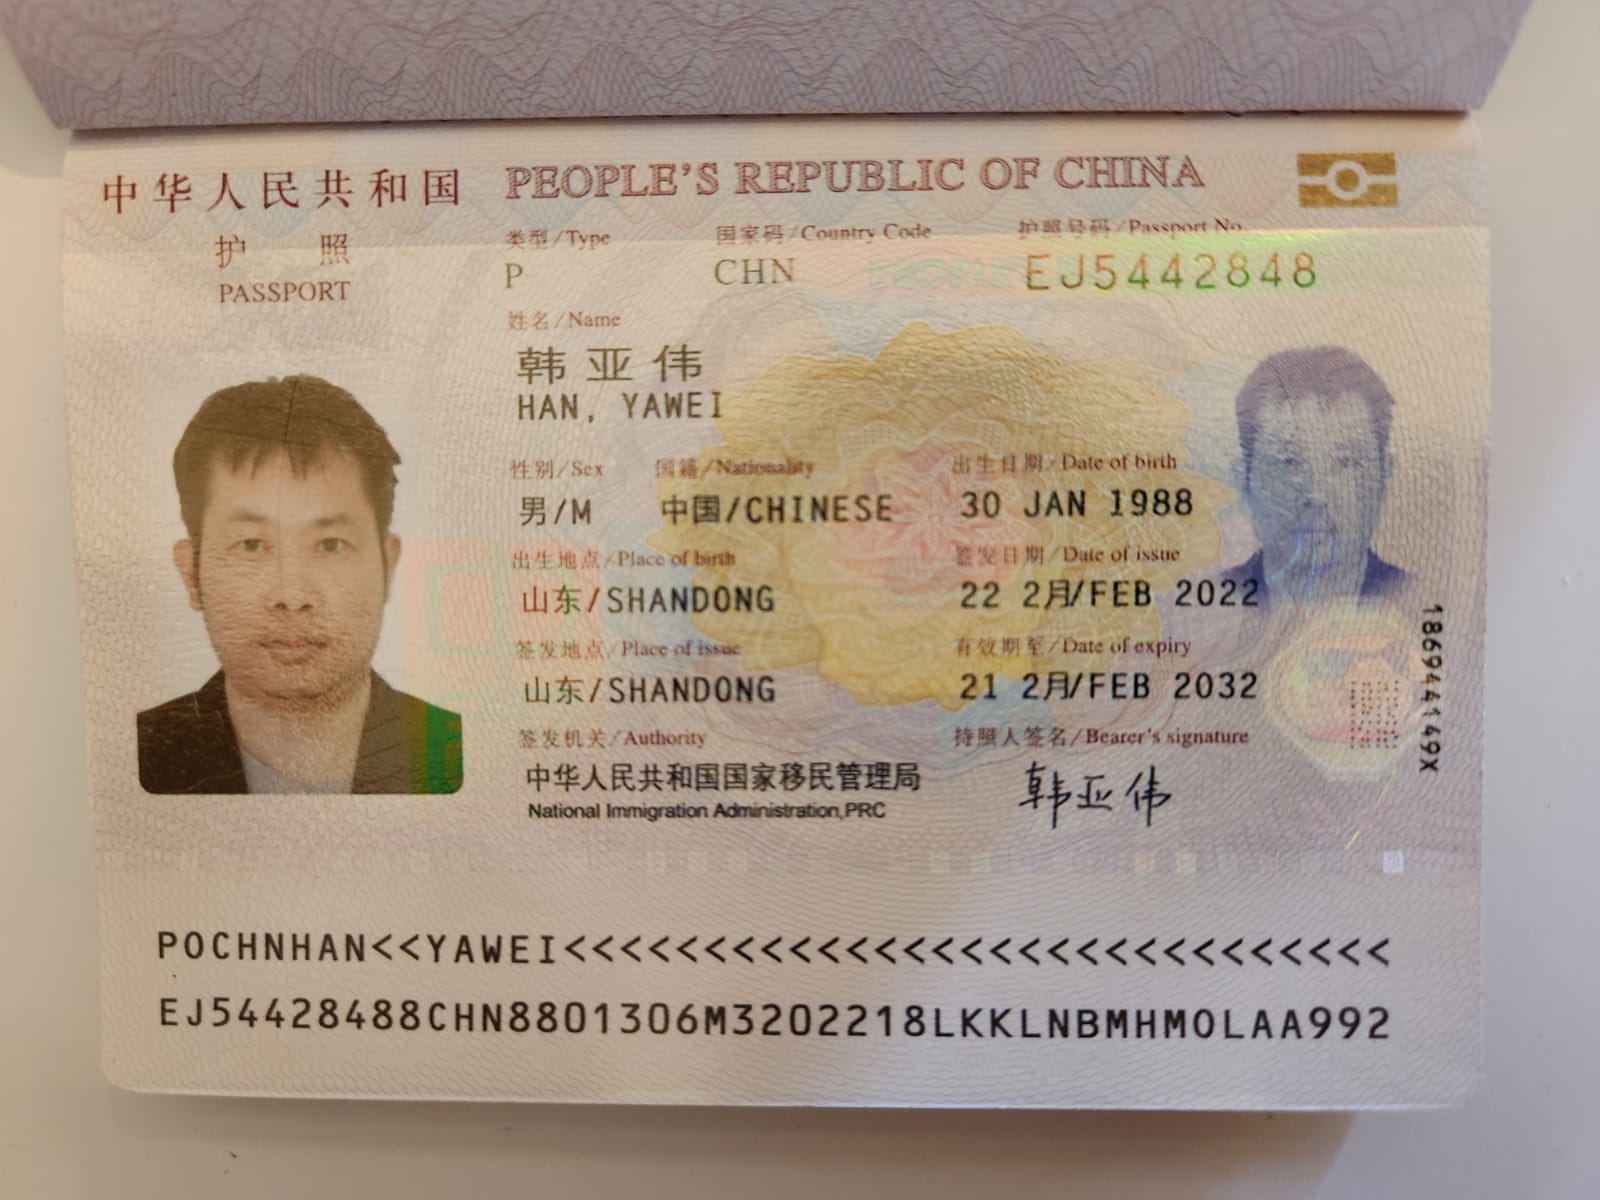 中华人民共和国 PEOPLE'S REPUBLIC OF CHINA
护照
PASSPORT
类型/Type 国家码/Country Code 护照号码/Passport No.
P CHN EJ5442848
姓名/Name
韩亚伟
HAN, YAWEI
性别/Sex 国籍/Nationality 出生日期/Date of birth
男/M 中国/CHINESE 30 JAN 1988
出生地点/Place of birth 签发日期/Date of issue
山东/SHANDONG 22 2月/FEB 2022
签发地点/Place of issue 有效期至/Date of expiry
山东/SHANDONG 21 2月/FEB 2032
签发机关/Authority 持照人签名/Bearer's signature
中华人民共和国国家移民管理局 韩亚伟
National Immigration Administration,PRC
1869444149X
POCHNHAN<<YAWEI<<<<<<<<<<<<<<<<<<<<<<<<<<<<<
EJ54428488CHN8801306M3202218LKKLNBMHMOLAA992